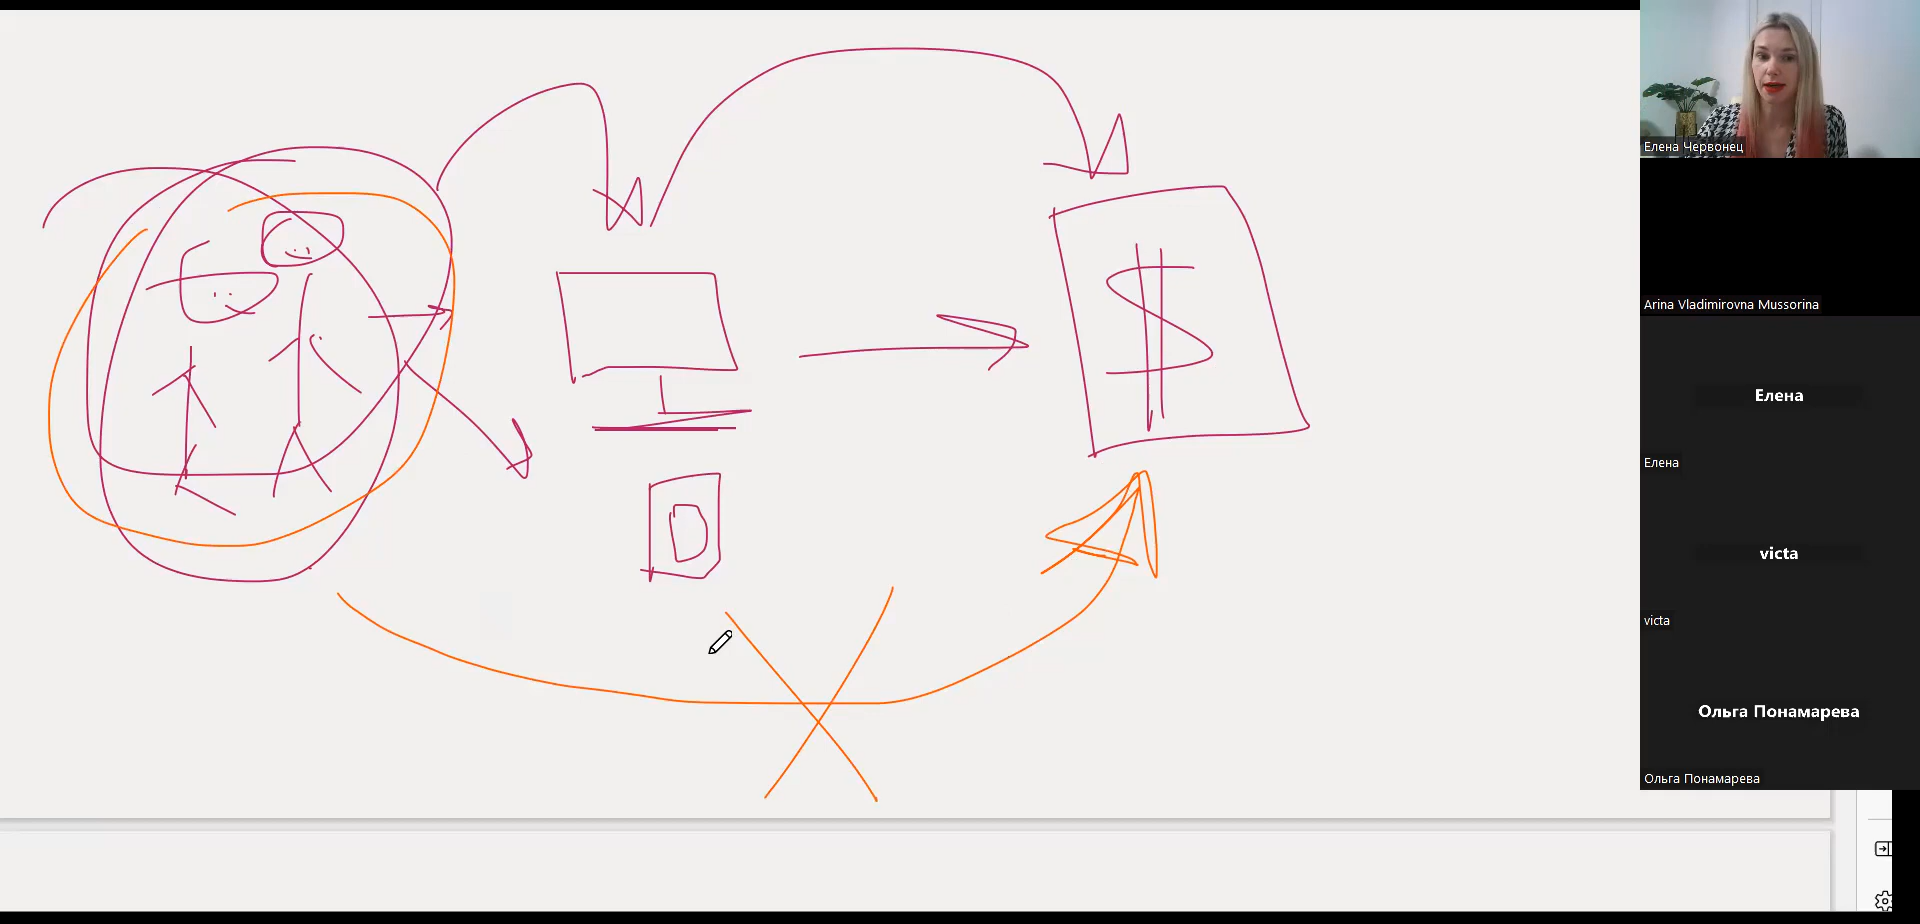 $
D
Елена Червонец
Arina Vladimirovna Mussorina
Елена
Елена
victa
victa
Ольга Понамарева
Ольга Понамарева